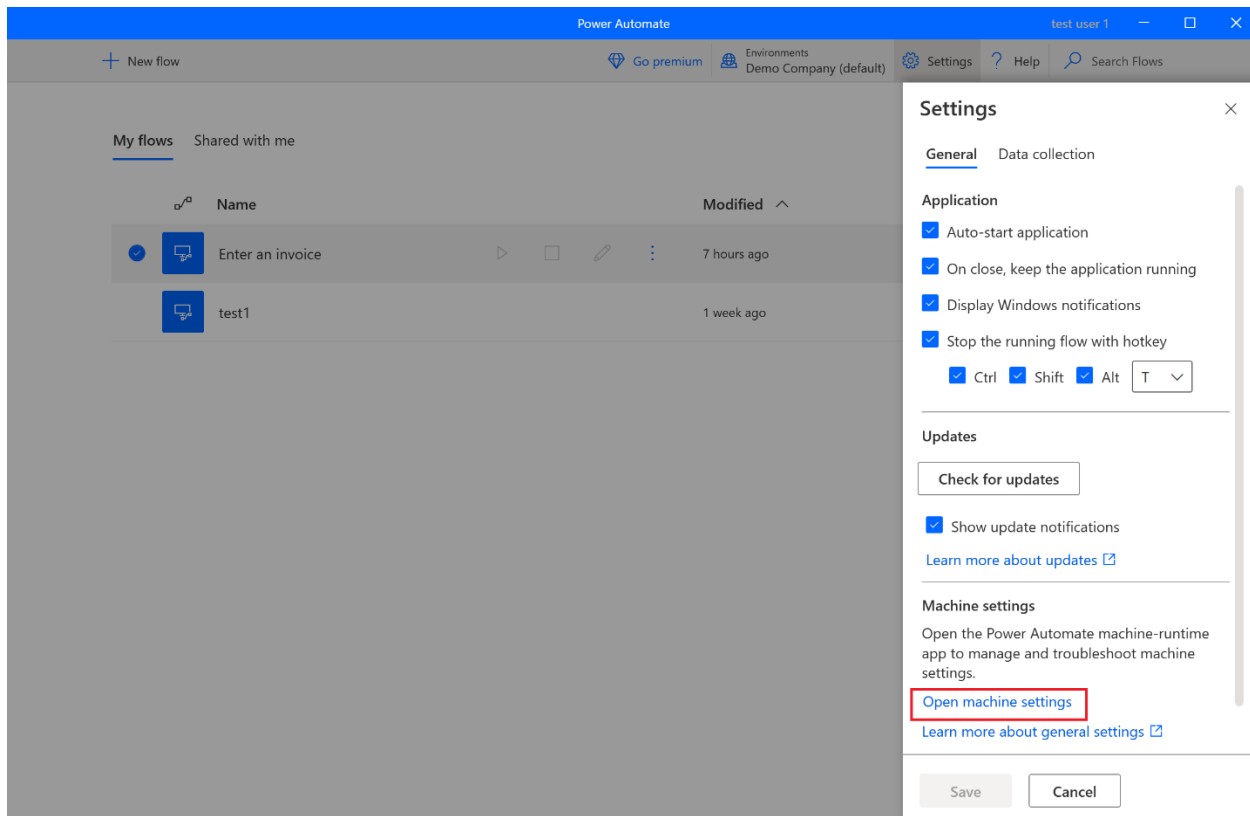 Power Automate
test user 1
New flow
Go premium
Environments
Demo Company (default)
Settings
? Help
Search Flows
My flows
Shared with me
Name
Modified
Enter an invoice
7 hours ago
test1
1 week ago
Settings
General
Data collection
Application
Auto-start application
On close, keep the application running
Display Windows notifications
Stop the running flow with hotkey
Ctrl
Shift
Alt
T
Updates
Check for updates
Show update notifications
Learn more about updates
Machine settings
Open the Power Automate machine-runtime
app to manage and troubleshoot machine
settings.
Open machine settings
Learn more about general settings
Save
Cancel